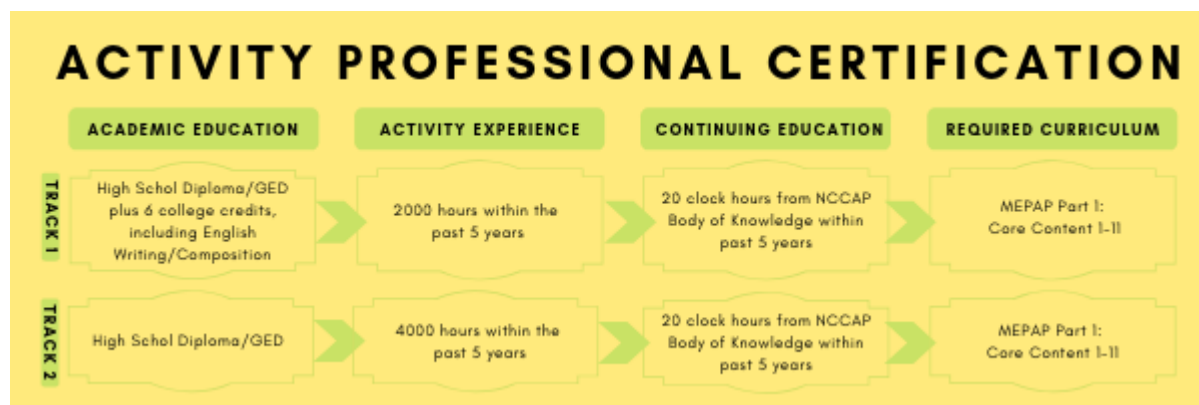 ACTIVITY PROFESSIONAL CERTIFICATION
ACADEMIC EDUCATION
ACTIVITY EXPERIENCE
CONTINUING EDUCATION
REQUIRED CURRICULUM
TRACK 1
High Schol Diploma/GED
plus 6 college credits,
including English
Writing/Composition
2000 hours within the
past 5 years
20 clock hours from NCCAP
Body of Knowledge within
past 5 years
MEPAP Part 1:
Core Content 1-11
TRACK 2
High Schol Diploma/GED
4000 hours within the
past 5 years
20 clock hours from NCCAP
Body of Knowledge within
past 5 years
MEPAP Part 1:
Core Content 1-11